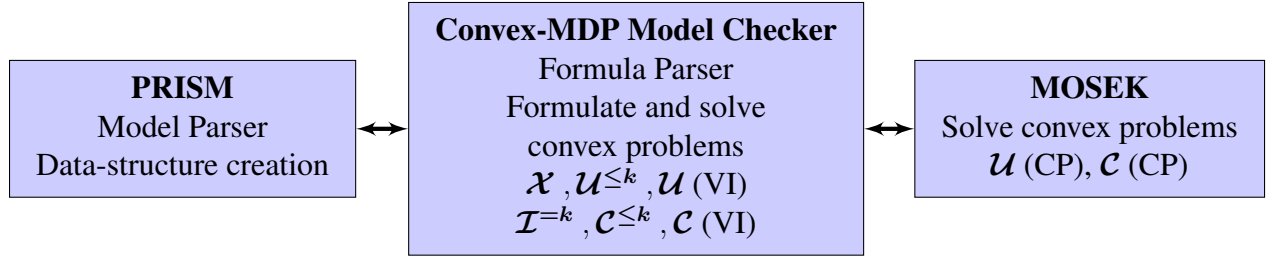 PRISM
Model Parser
Data-structure creation
Convex-MDP Model Checker
Formula Parser
Formulate and solve
convex problems
𝓧 , 𝓤^{≤k} , 𝓤 (VI)
𝓘^{=k} , 𝓒^{≤k} , 𝓒 (VI)
MOSEK
Solve convex problems
𝓤 (CP), 𝓒 (CP)